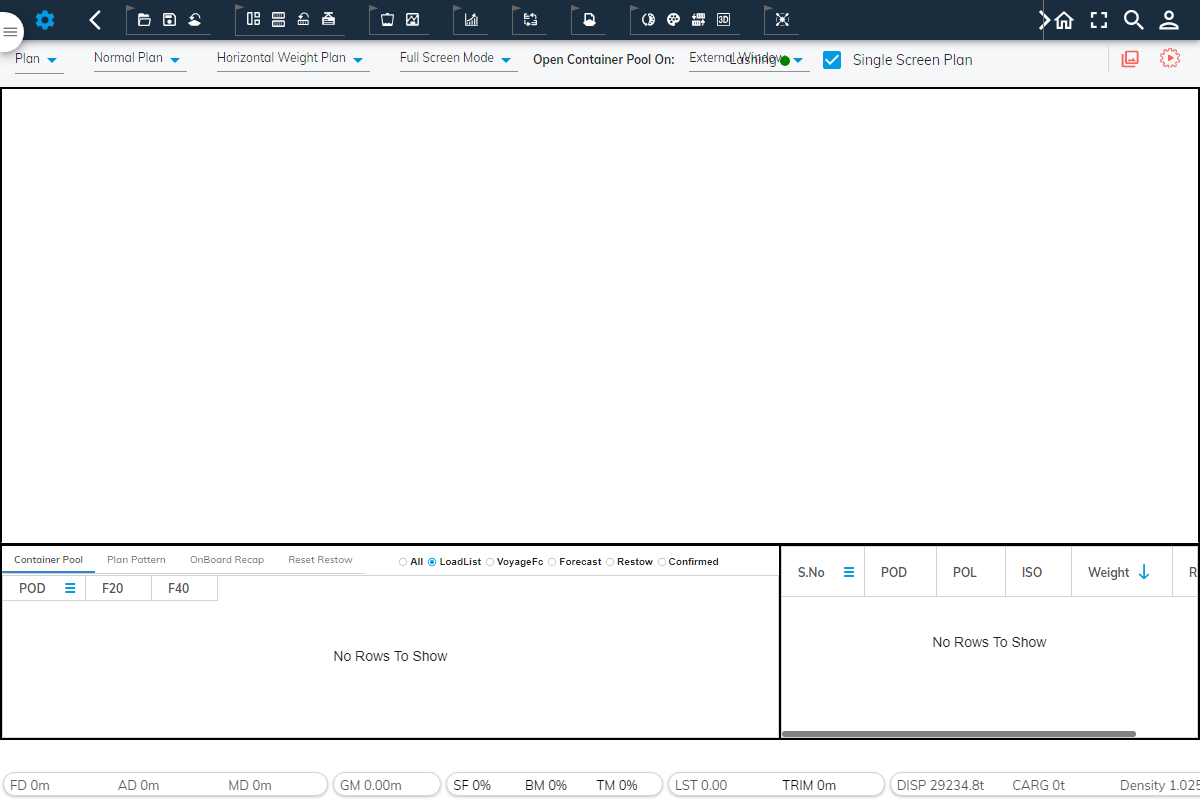 3D
Plan
Normal Plan
Horizontal Weight Plan
Full Screen Mode
Open Container Pool On:
External Window
Lashing
Single Screen Plan
Container Pool
Plan Pattern
OnBoard Recap
Reset Restow
All
LoadList
VoyageFc
Forecast
Restow
Confirmed
POD
F20
F40
No Rows To Show
S.No
POD
POL
ISO
Weight
R
No Rows To Show
FD 0m
AD 0m
MD 0m
GM 0.00m
SF 0%
BM 0%
TM 0%
LST 0.00
TRIM 0m
DISP 29234.8t
CARG 0t
Density 1.025